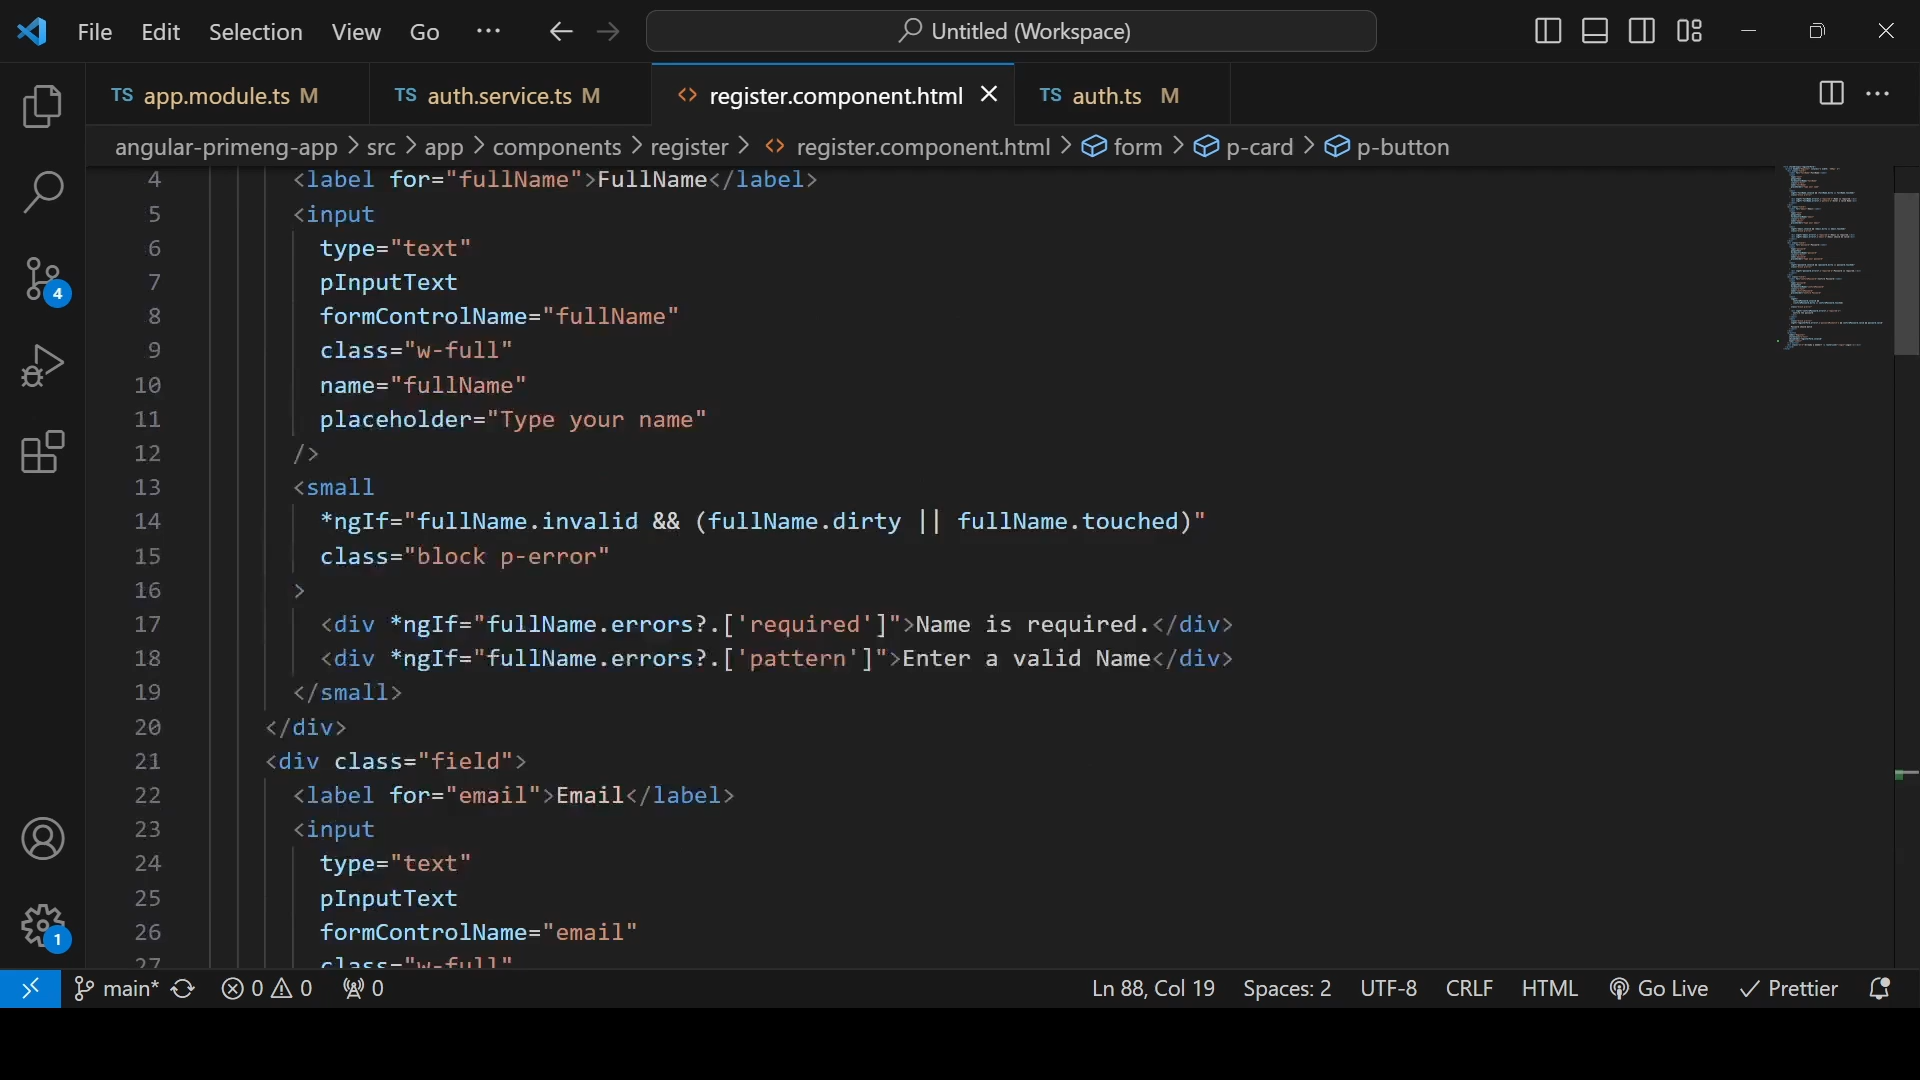 File Edit Selection View Go ··· Untitled (Workspace)
TS app.module.ts M TS auth.service.ts M <> register.component.html TS auth.ts M
angular-primeng-app > src > app > components > register > <> register.component.html > form > p-card > p-button
4 <label for="fullName">FullName</label>
5 <input
6 type="text"
7 pInputText
8 formControlName="fullName"
9 class="w-full"
10 name="fullName"
11 placeholder="Type your name"
12 />
13 <small
14 *ngIf="fullName.invalid && (fullName.dirty || fullName.touched)"
15 class="block p-error"
16 >
17 <div *ngIf="fullName.errors?.['required']">Name is required.</div>
18 <div *ngIf="fullName.errors?.['pattern']">Enter a valid Name</div>
19 </small>
20 </div>
21 <div class="field">
22 <label for="email">Email</label>
23 <input
24 type="text"
25 pInputText
26 formControlName="email"
27 class="w-full"
4
1
main* 0 0 0 Ln 88, Col 19 Spaces: 2 UTF-8 CRLF HTML Go Live Prettier